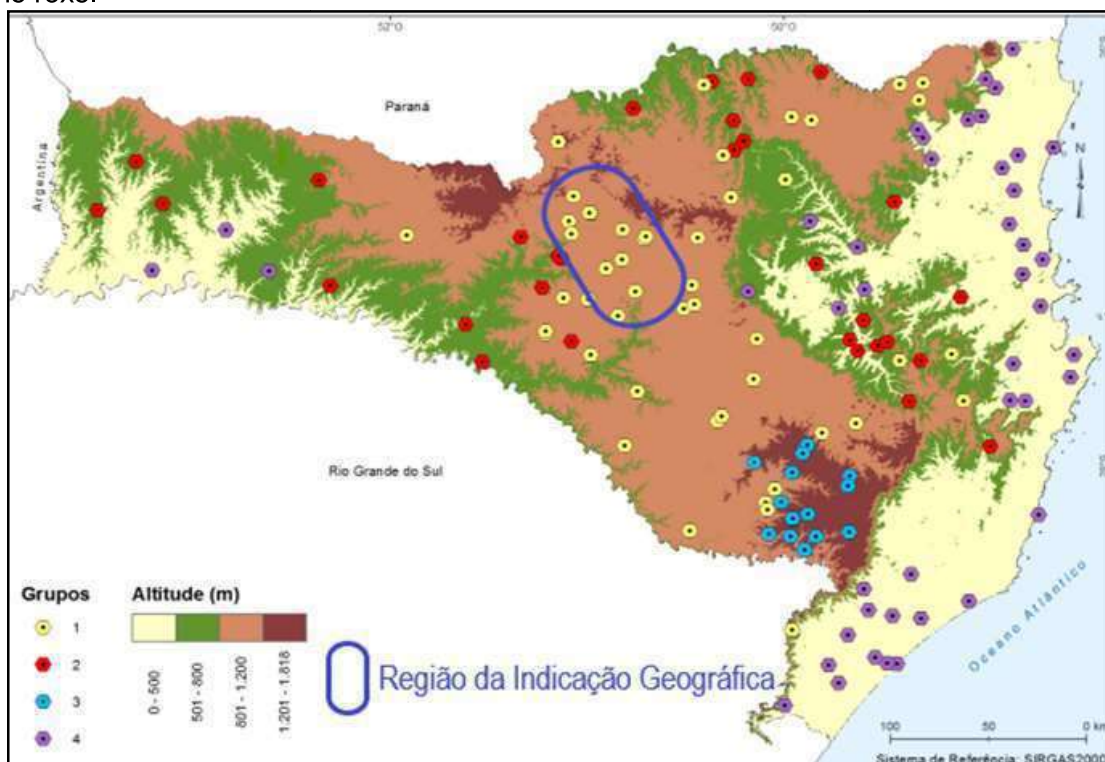 52°0
50°0
Paraná
Argentina
N
Rio Grande do Sul
Oceano Atlântico
Grupos
1
2
3
4
Altitude (m)
0 - 500
501 - 800
801 - 1.200
1.201 - 1.818
Região da Indicação Geográfica
100 50 0 km
Sistema de Referência: SIRGAS2000